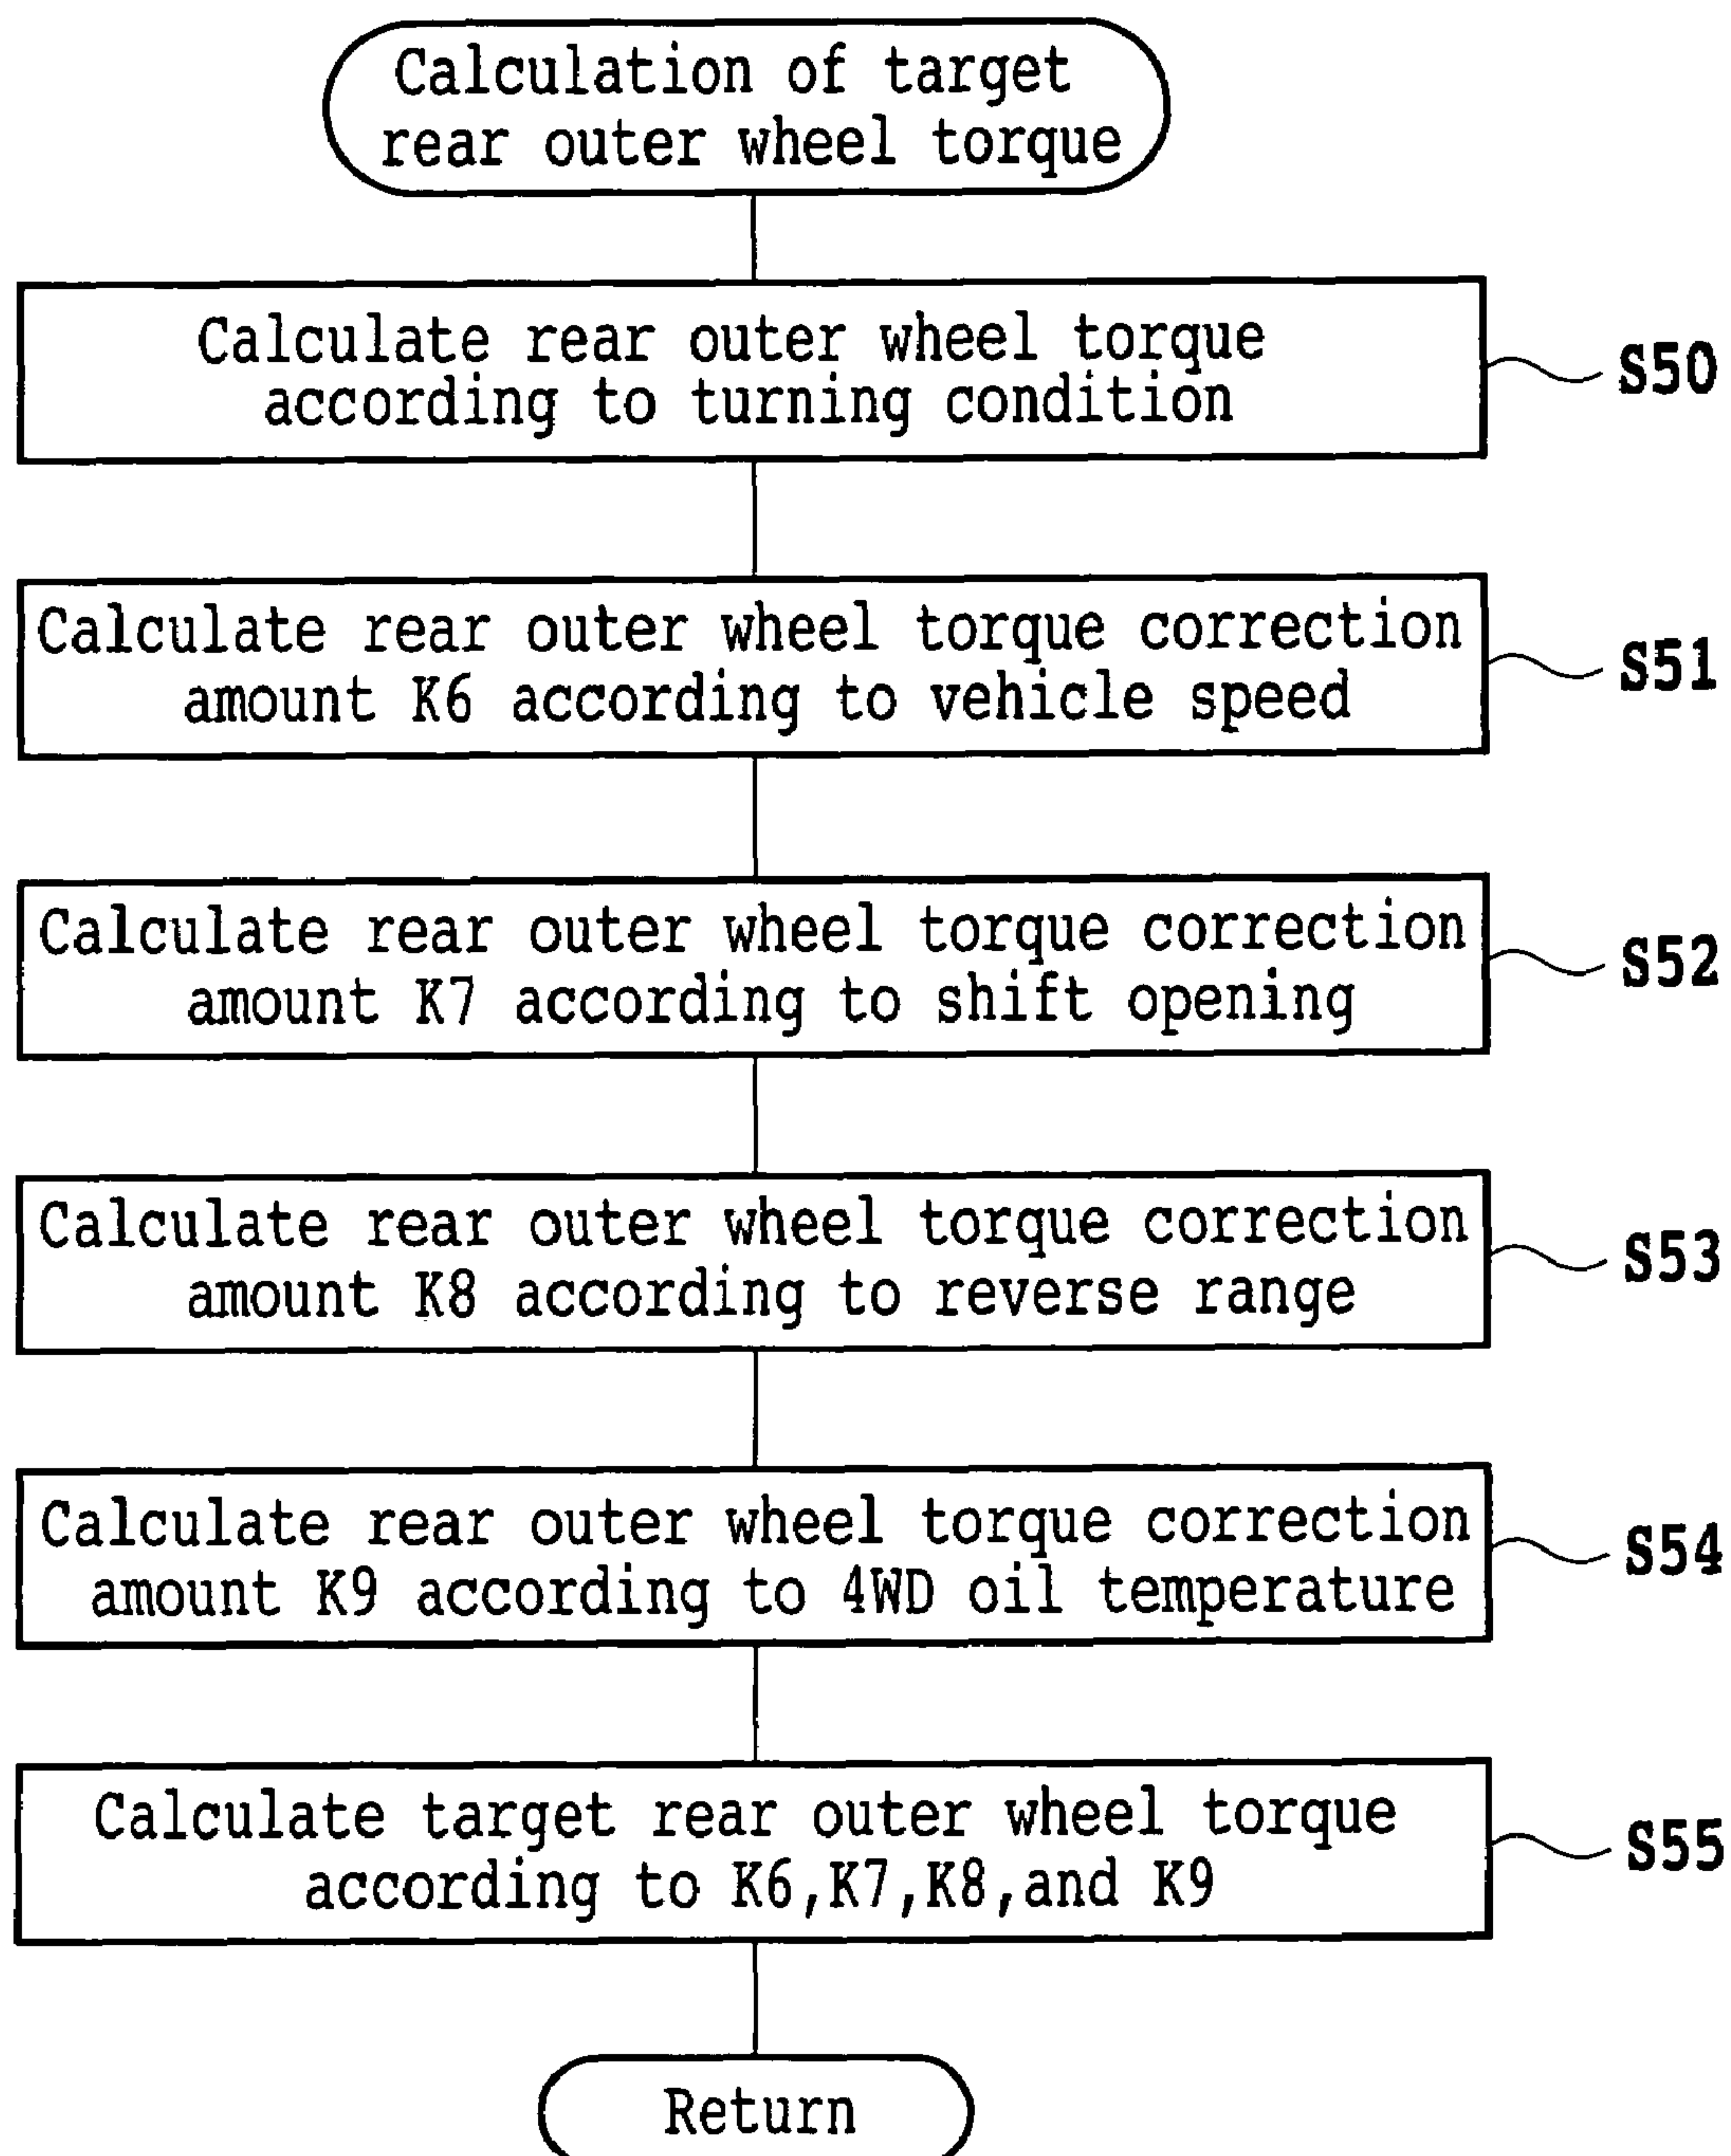 Calculation of target
rear outer wheel torque
Calculate rear outer wheel torque
according to turning condition
S50
Calculate rear outer wheel torque correction
amount K6 according to vehicle speed
S51
Calculate rear outer wheel torque correction
amount K7 according to shift opening
S52
Calculate rear outer wheel torque correction
amount K8 according to reverse range
S53
Calculate rear outer wheel torque correction
amount K9 according to 4WD oil temperature
S54
Calculate target rear outer wheel torque
according to K6,K7,K8,and K9
S55
Return